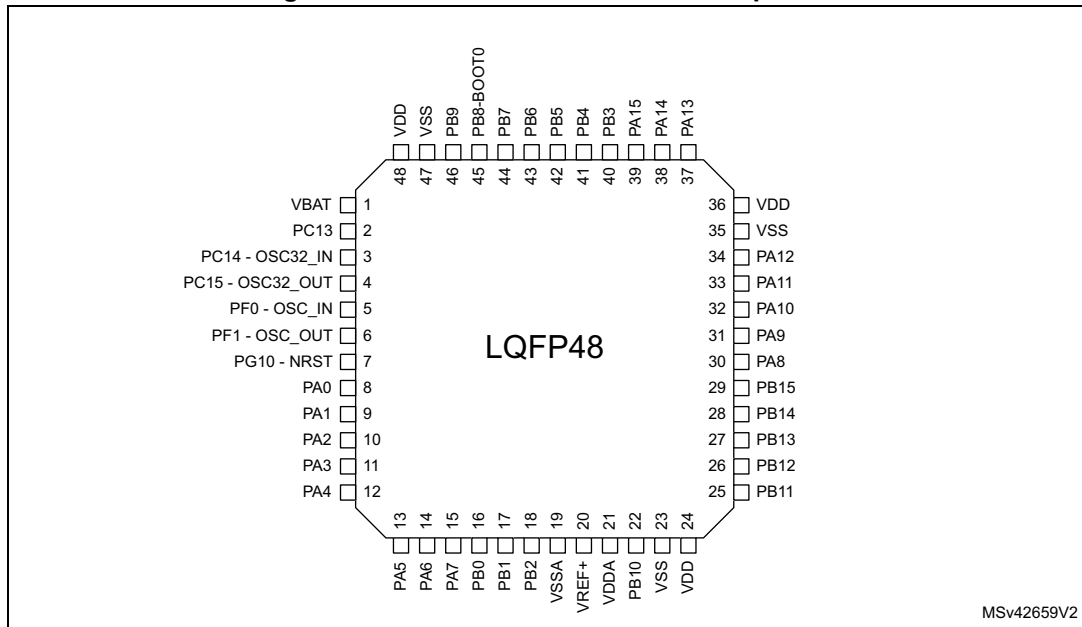 VDD
VSS
PB9
PB8-BOOT0
PB7
PB6
PB5
PB4
PB3
PA15
PA14
PA13
48
47
46
45
44
43
42
41
40
39
38
37
VBAT 1
PC13 2
PC14 - OSC32_IN 3
PC15 - OSC32_OUT 4
PF0 - OSC_IN 5
PF1 - OSC_OUT 6
PG10 - NRST 7
PA0 8
PA1 9
PA2 10
PA3 11
PA4 12
LQFP48
36 VDD
35 VSS
34 PA12
33 PA11
32 PA10
31 PA9
30 PA8
29 PB15
28 PB14
27 PB13
26 PB12
25 PB11
13
14
15
16
17
18
19
20
21
22
23
24
PA5
PA6
PA7
PB0
PB1
PB2
VSSA
VREF+
VDDA
PB10
VSS
VDD
MSv42659V2